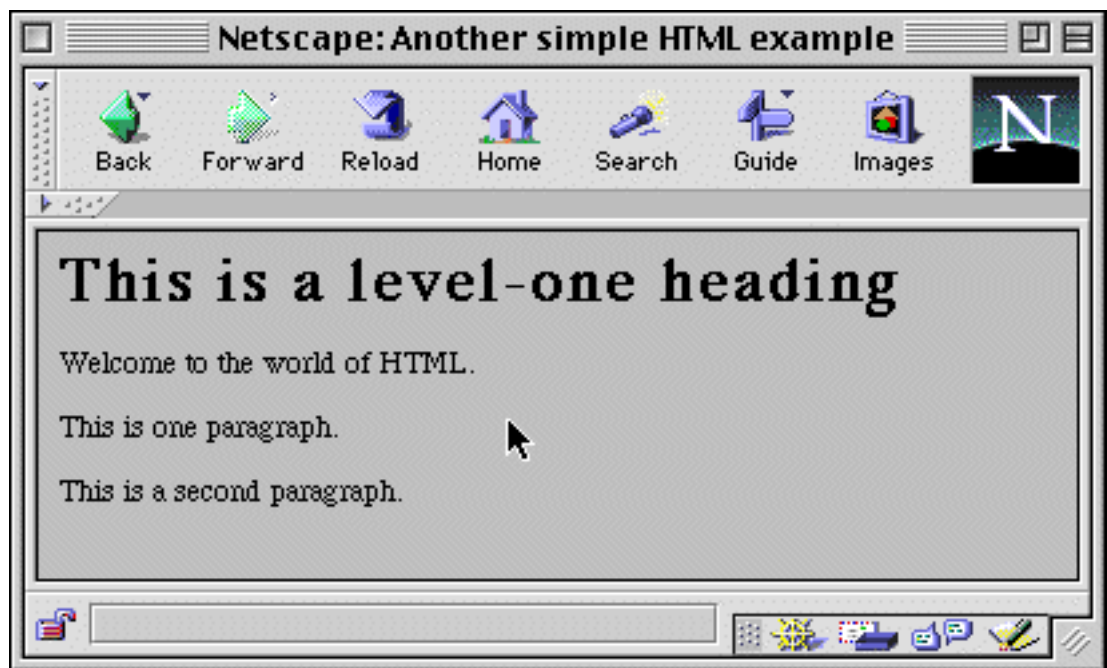 Netscape: Another simple HTML example
Back Forward Reload Home Search Guide Images
N
This is a level-one heading
Welcome to the world of HTML.
This is one paragraph.
This is a second paragraph.